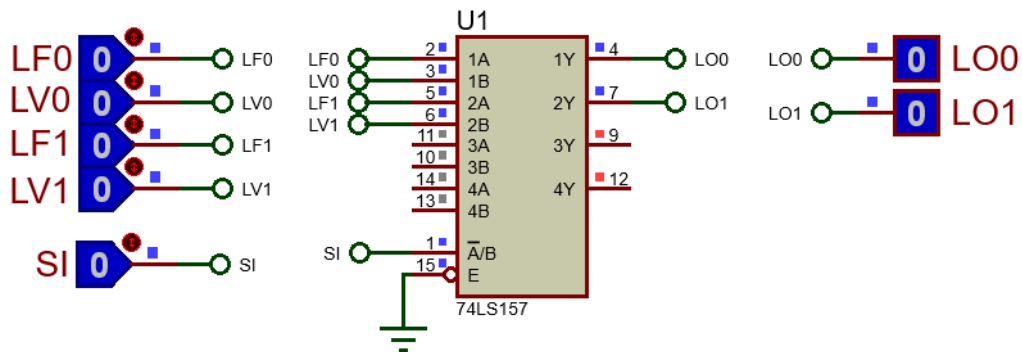 U1
LF0 0 LF0
LV0 0 LV0
LF1 0 LF1
LV1 0 LV1
SI 0 SI
LF0 2 1A 1Y 4 LO0
LV0 3 1B
LF1 5 2A 2Y 7 LO1
LV1 6 2B
11 3A 3Y 9
10 3B
14 4A 4Y 12
13 4B
SI 1 A̅/B
15 E
74LS157
LO0 0 LO0
LO1 0 LO1